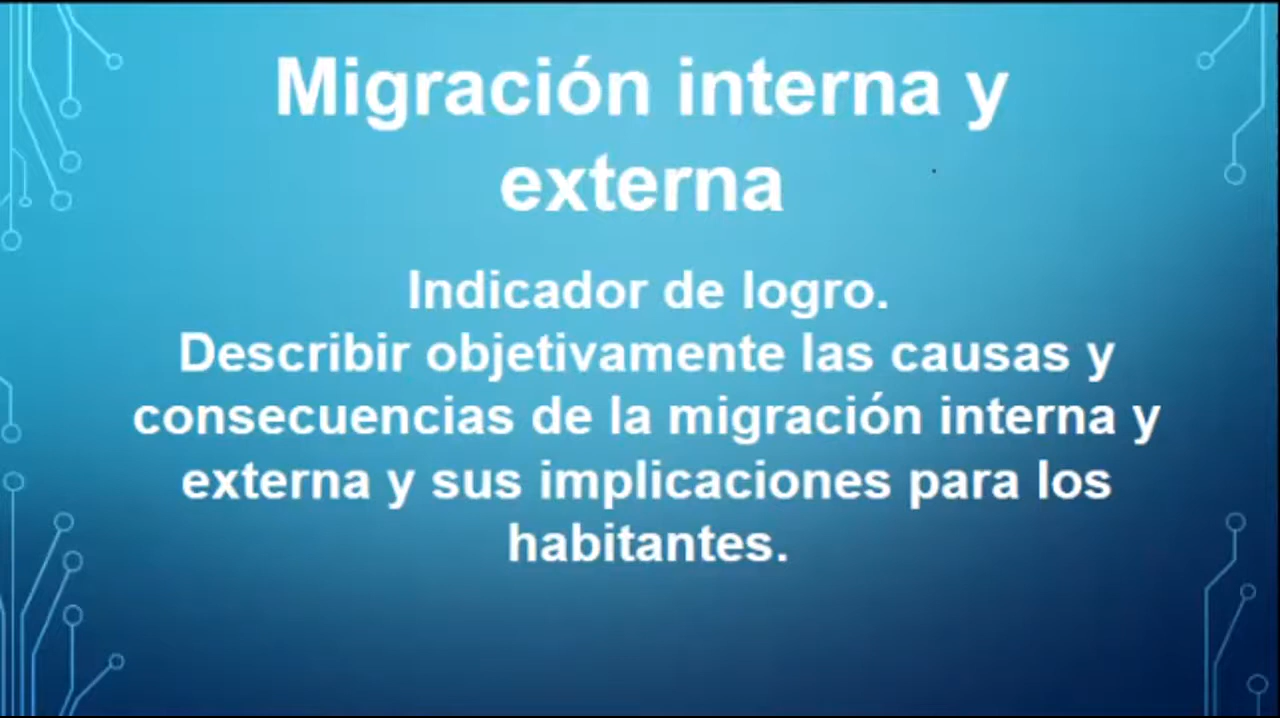 Migración interna y
externa
Indicador de logro.
Describir objetivamente las causas y
consecuencias de la migración interna y
externa y sus implicaciones para los
habitantes.